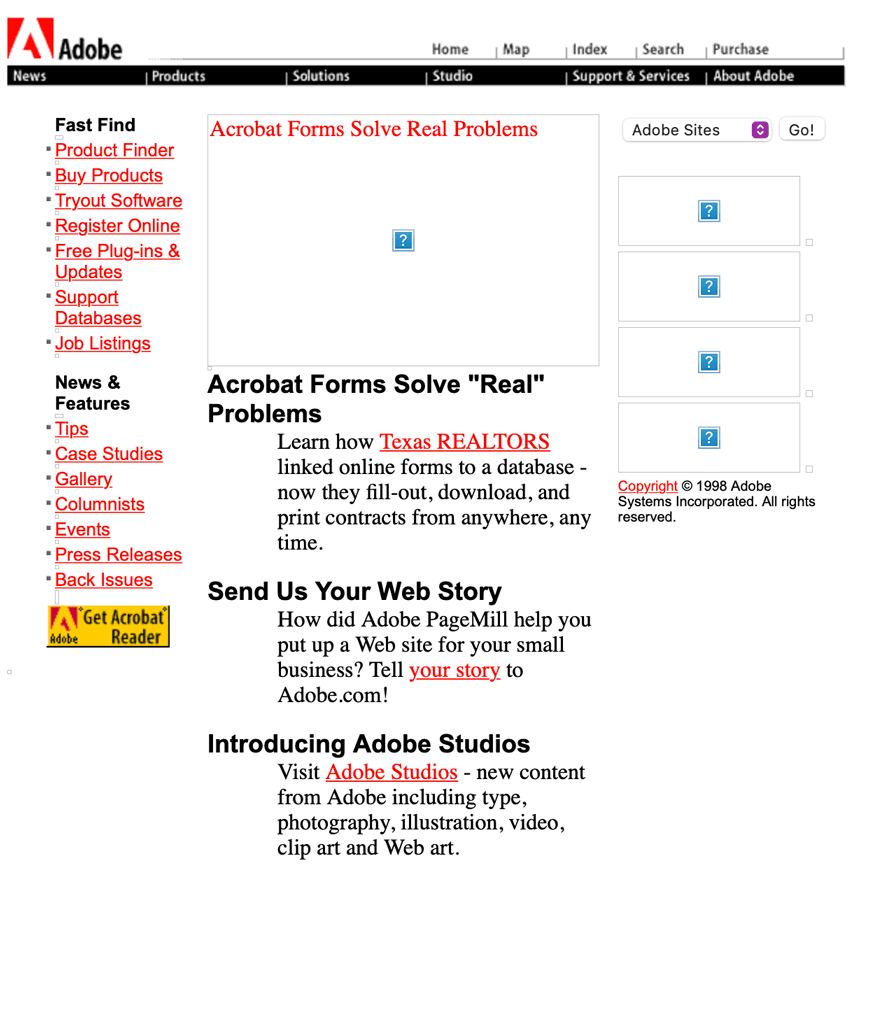 Adobe
Home | Map | Index | Search | Purchase
News | Products | Solutions | Studio | Support & Services | About Adobe
Fast Find
Product Finder
Buy Products
Tryout Software
Register Online
Free Plug-ins &
Updates
Support
Databases
Job Listings
News &
Features
Tips
Case Studies
Gallery
Columnists
Events
Press Releases
Back Issues
Get Acrobat
Adobe Reader
Acrobat Forms Solve Real Problems
Acrobat Forms Solve "Real"
Problems
Learn how Texas REALTORS
linked online forms to a database -
now they fill-out, download, and
print contracts from anywhere, any
time.
Send Us Your Web Story
How did Adobe PageMill help you
put up a Web site for your small
business? Tell your story to
Adobe.com!
Introducing Adobe Studios
Visit Adobe Studios - new content
from Adobe including type,
photography, illustration, video,
clip art and Web art.
Adobe Sites Go!
Copyright © 1998 Adobe
Systems Incorporated. All rights
reserved.